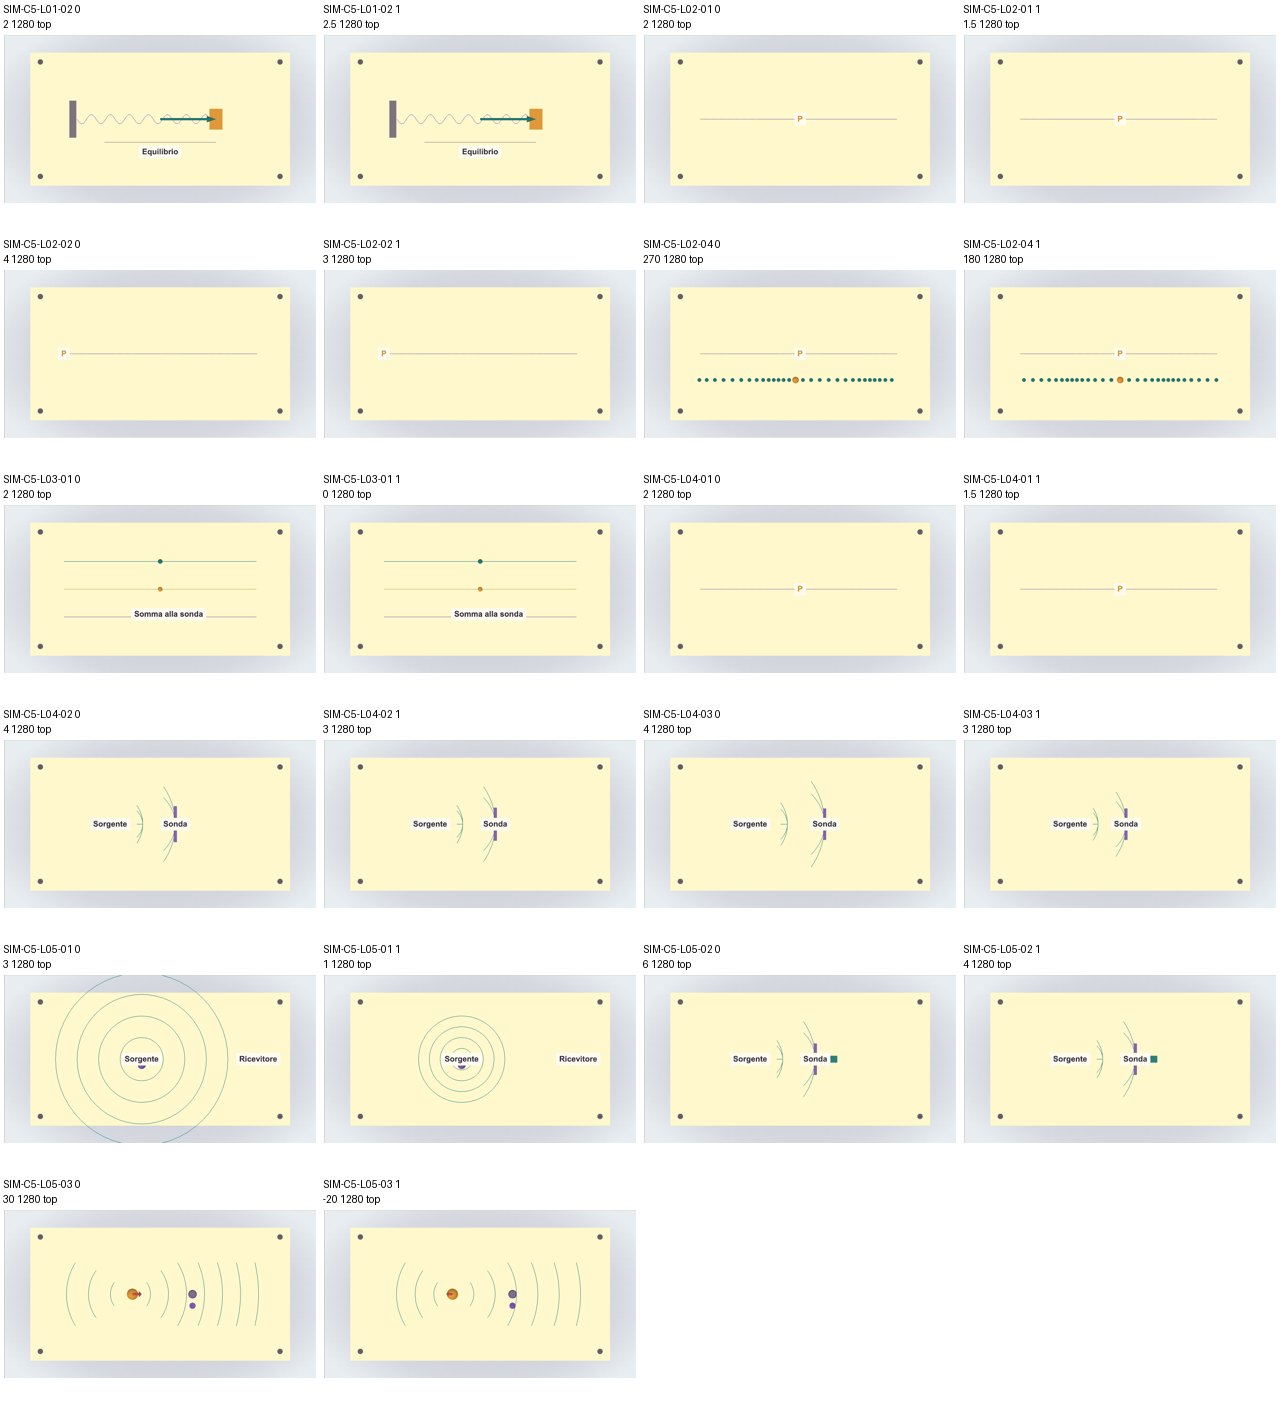 SIM-C5-L01-02 0
2 1280 top
Equilibrio
SIM-C5-L01-02 1
2.5 1280 top
Equilibrio
SIM-C5-L02-01 0
2 1280 top
P
SIM-C5-L02-01 1
1.5 1280 top
P
SIM-C5-L02-02 0
4 1280 top
P
SIM-C5-L02-02 1
3 1280 top
P
SIM-C5-L02-04 0
270 1280 top
P
SIM-C5-L02-04 1
180 1280 top
P
SIM-C5-L03-01 0
2 1280 top
Somma alla sonda
SIM-C5-L03-01 1
0 1280 top
Somma alla sonda
SIM-C5-L04-01 0
2 1280 top
P
SIM-C5-L04-01 1
1.5 1280 top
P
SIM-C5-L04-02 0
4 1280 top
Sorgente Sonda
SIM-C5-L04-02 1
3 1280 top
Sorgente Sonda
SIM-C5-L04-03 0
4 1280 top
Sorgente Sonda
SIM-C5-L04-03 1
3 1280 top
Sorgente Sonda
SIM-C5-L05-01 0
3 1280 top
Sorgente Ricevitore
SIM-C5-L05-01 1
1 1280 top
Sorgente Ricevitore
SIM-C5-L05-02 0
6 1280 top
Sorgente Sonda
SIM-C5-L05-02 1
4 1280 top
Sorgente Sonda
SIM-C5-L05-03 0
30 1280 top
SIM-C5-L05-03 1
-20 1280 top